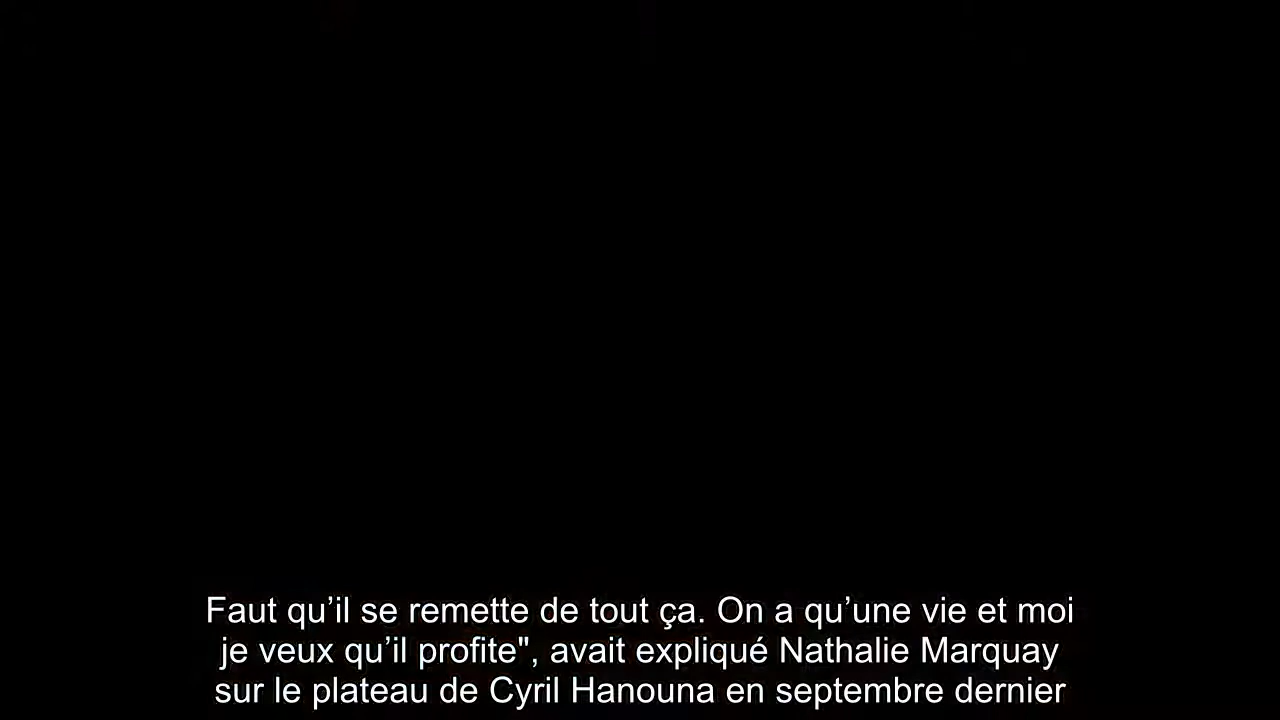 Faut qu’il se remette de tout ça. On a qu’une vie et moi
je veux qu’il profite", avait expliqué Nathalie Marquay
sur le plateau de Cyril Hanouna en septembre dernier